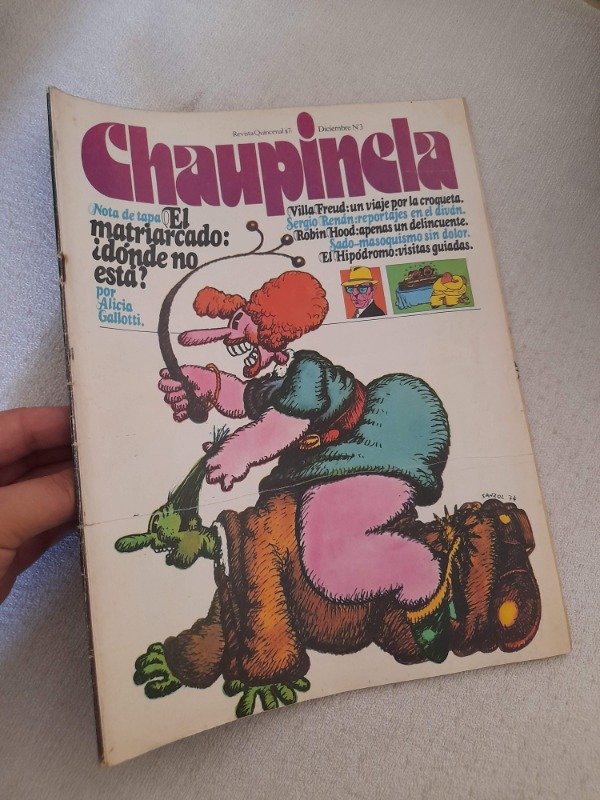 Revista Quincenal $7. Diciembre Nº3
Chaupinela
Nota de tapa El
matriarcado:
¿dónde no
está?
por
Alicia
Gallotti.
Villa Freud: un viaje por la croqueta.
Sergio Renán: reportajes en el diván.
Robin Hood: apenas un delincuente.
Sado-masoquismo sin dolor.
El Hipódromo: visitas guiadas.
SANZOL 74